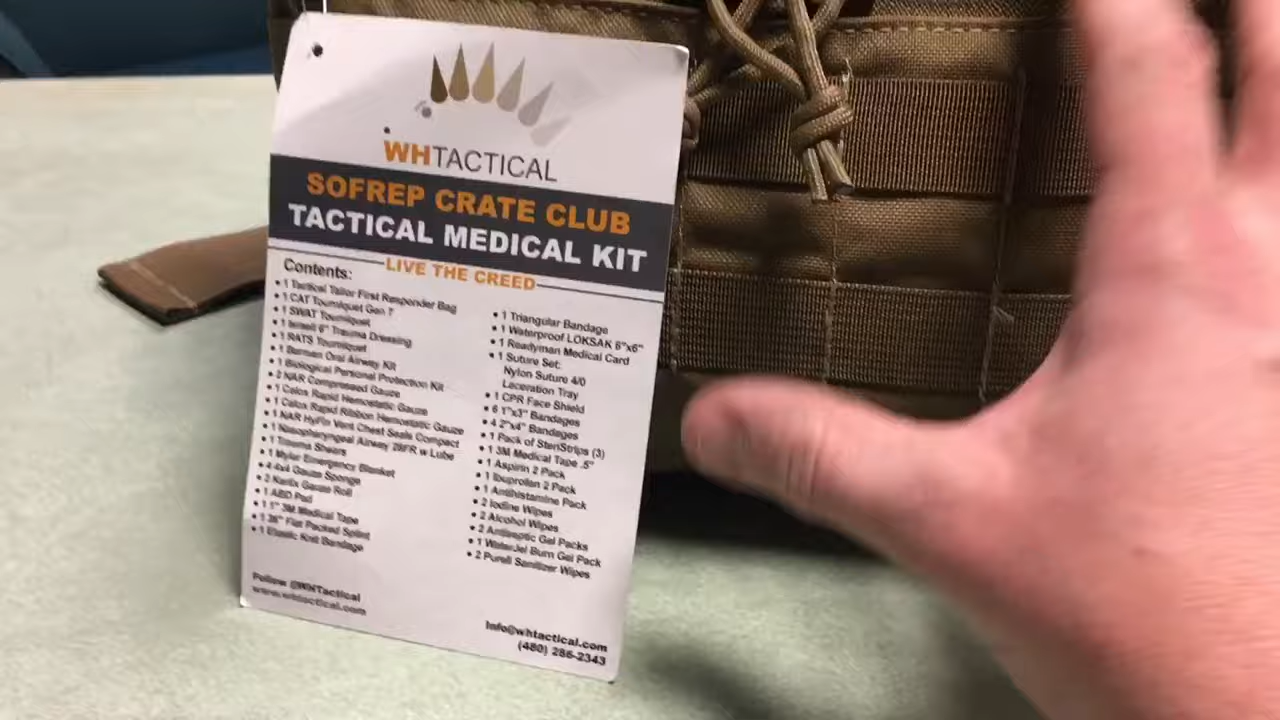 WHTACTICAL
SOFREP CRATE CLUB
TACTICAL MEDICAL KIT
LIVE THE CREED
Contents:
• 1 Tactical Tailor First Responder Bag
• 1 CAT Tourniquet Gen 7
• 1 SWAT Tourniquet
• 1 Israeli 6" Trauma Dressing
• 1 RATS Tourniquet
• 1 Berman Oral Airway Kit
• 1 Biological Personal Protection Kit
• 2 NAR Compressed Gauze
• 1 Celox Rapid Hemostatic Gauze
• 1 Celox Rapid Ribbon Hemostatic Gauze
• 1 NAR HyFin Vent Chest Seals Compact
• 1 Nasopharyngeal Airway 28FR w Lube
• 1 Trauma Shears
• 1 Mylar Emergency Blanket
• 4 4x4 Gauze Sponge
• 2 Kerlix Gauze Roll
• 1 ABD Pad
• 1 1" 3M Medical Tape
• 1 36" Flat Packed Splint
• 1 Elastic Knit Bandage
• 1 Triangular Bandage
• 1 Waterproof LOKSAK 6"x6"
• 1 Readyman Medical Card
• 1 Suture Set:
Nylon Suture 4/0
Laceration Tray
• 1 CPR Face Shield
• 6 1"x3" Bandages
• 4 2"x4" Bandages
• 1 Pack of SteriStrips (3)
• 1 3M Medical Tape .5"
• 1 Aspirin 2 Pack
• 1 Ibuprofen 2 Pack
• 1 Antihistamine Pack
• 2 Iodine Wipes
• 2 Alcohol Wipes
• 2 Antiseptic Gel Packs
• 1 WaterJel Burn Gel Pack
• 2 Purell Sanitizer Wipes
Follow @WHTactical
www.whtactical.com
Info@whtactical.com
(480) 286-2343